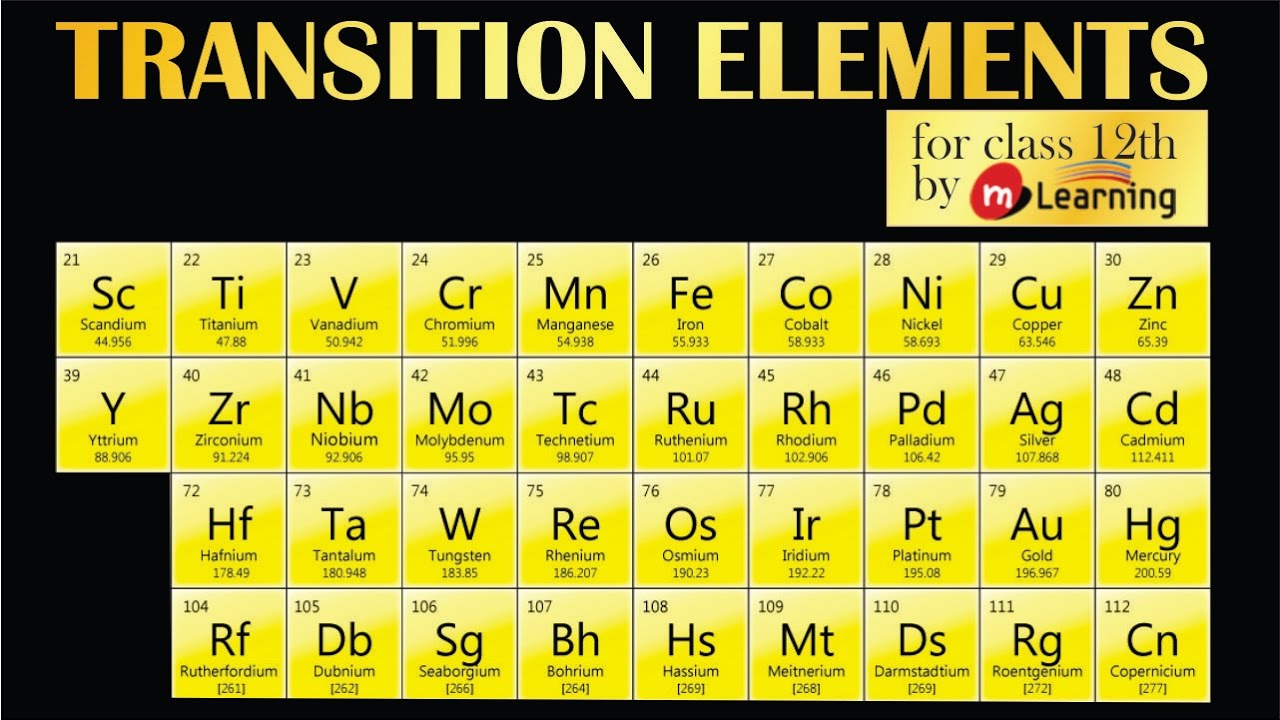 TRANSITION ELEMENTS
for class 12th
by m Learning
21 22 23 24 25 26 27 28 29 30
Sc Ti V Cr Mn Fe Co Ni Cu Zn
Scandium Titanium Vanadium Chromium Manganese Iron Cobalt Nickel Copper Zinc
44.956 47.88 50.942 51.996 54.938 55.933 58.933 58.693 63.546 65.39
39 40 41 42 43 44 45 46 47 48
Y Zr Nb Mo Tc Ru Rh Pd Ag Cd
Yttrium Zirconium Niobium Molybdenum Technetium Ruthenium Rhodium Palladium Silver Cadmium
88.906 91.224 92.906 95.95 98.907 101.07 102.906 106.42 107.868 112.411
72 73 74 75 76 77 78 79 80
Hf Ta W Re Os Ir Pt Au Hg
Hafnium Tantalum Tungsten Rhenium Osmium Iridium Platinum Gold Mercury
178.49 180.948 183.85 186.207 190.23 192.22 195.08 196.967 200.59
104 105 106 107 108 109 110 111 112
Rf Db Sg Bh Hs Mt Ds Rg Cn
Rutherfordium Dubnium Seaborgium Bohrium Hassium Meitnerium Darmstadtium Roentgenium Copernicium
[261] [262] [266] [264] [269] [268] [269] [272] [277]